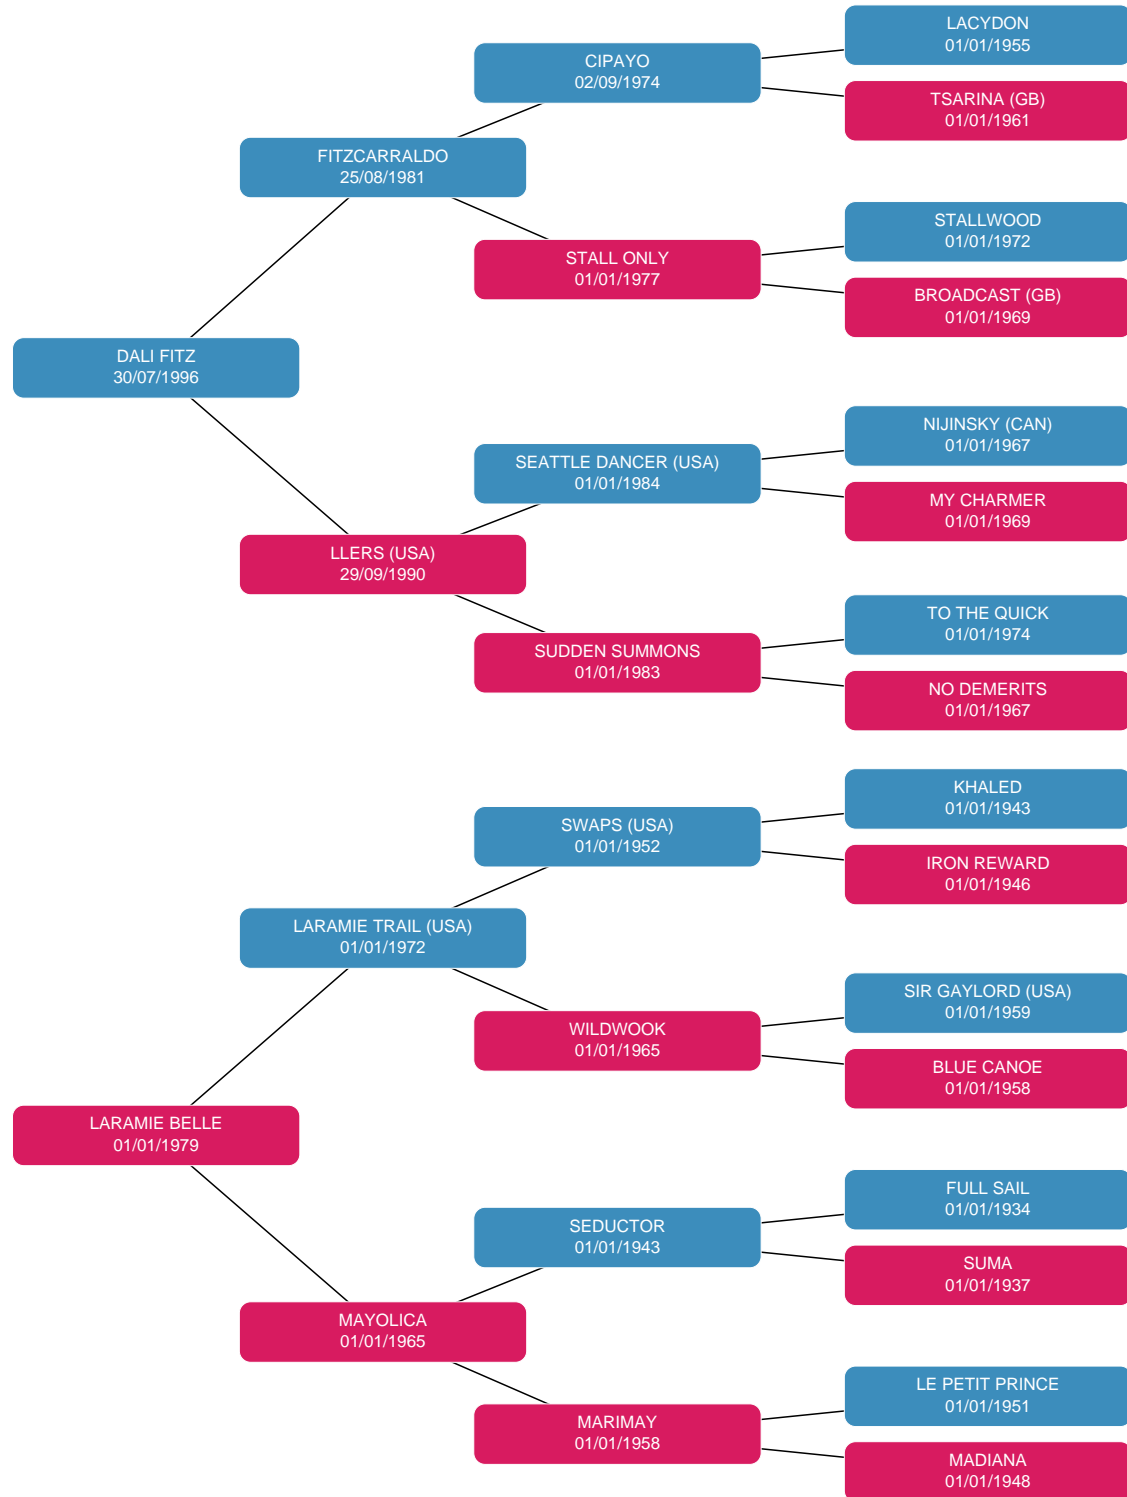 LACYDON
01/01/1955
CIPAYO
02/09/1974
TSARINA (GB)
01/01/1961
FITZCARRALDO
25/08/1981
STALLWOOD
01/01/1972
STALL ONLY
01/01/1977
BROADCAST (GB)
01/01/1969
DALI FITZ
30/07/1996
NIJINSKY (CAN)
01/01/1967
SEATTLE DANCER (USA)
01/01/1984
MY CHARMER
01/01/1969
LLERS (USA)
29/09/1990
TO THE QUICK
01/01/1974
SUDDEN SUMMONS
01/01/1983
NO DEMERITS
01/01/1967
KHALED
01/01/1943
SWAPS (USA)
01/01/1952
IRON REWARD
01/01/1946
LARAMIE TRAIL (USA)
01/01/1972
SIR GAYLORD (USA)
01/01/1959
WILDWOOK
01/01/1965
BLUE CANOE
01/01/1958
LARAMIE BELLE
01/01/1979
FULL SAIL
01/01/1934
SEDUCTOR
01/01/1943
SUMA
01/01/1937
MAYOLICA
01/01/1965
LE PETIT PRINCE
01/01/1951
MARIMAY
01/01/1958
MADIANA
01/01/1948